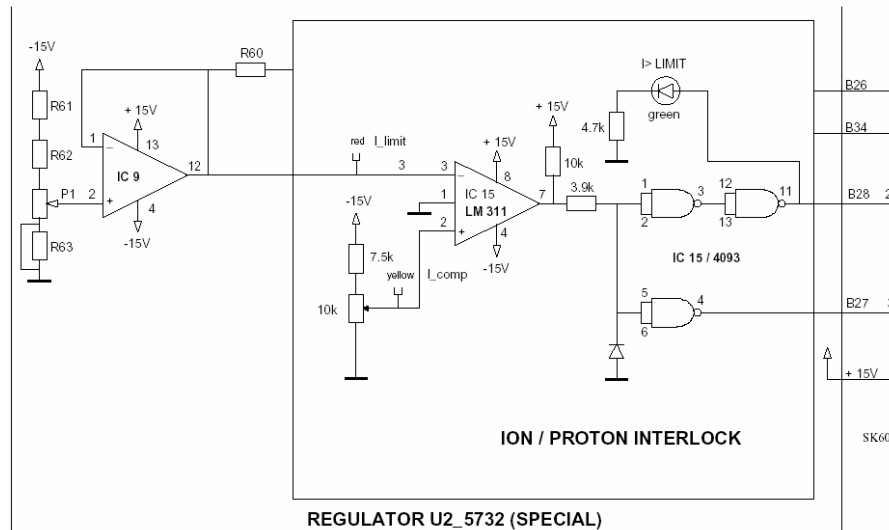 -15V
R61
R62
P1
R63
R60
1
2
+ 15V
13
IC 9
12
4
-15V
red
I_limit
3
3
1
2
+ 15V
8
IC 15
LM 311
7
4
-15V
-15V
7.5k
10k
yellow
I_comp
+ 15V
10k
3.9k
I> LIMIT
green
4.7k
1
2
3
12
13
11
IC 15 / 4093
5
6
4
B26
B34
B28
B27
+ 15V
ION / PROTON INTERLOCK
SK60
REGULATOR U2_5732 (SPECIAL)